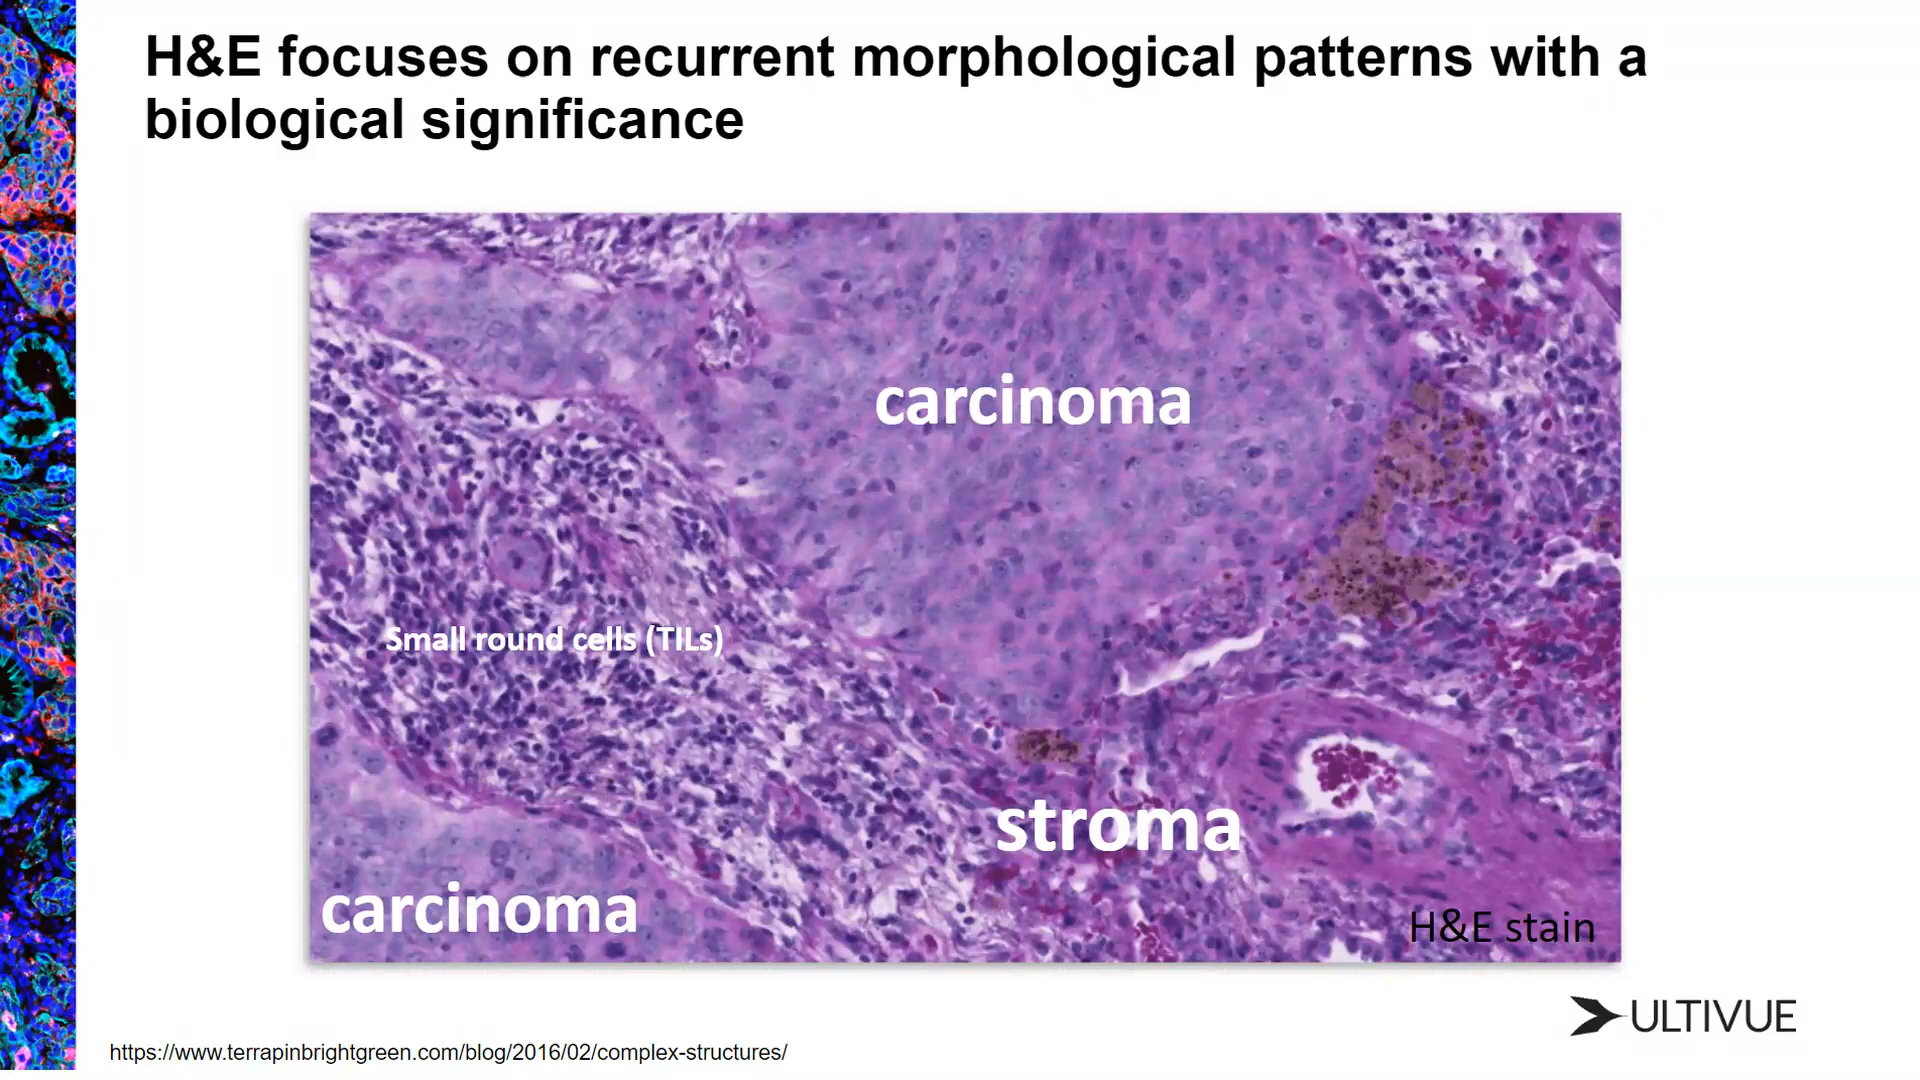 H&E focuses on recurrent morphological patterns with a
biological significance
carcinoma
Small round cells (TILs)
stroma
carcinoma
H&E stain
ULTIVUE
https://www.terrapinbrightgreen.com/blog/2016/02/complex-structures/